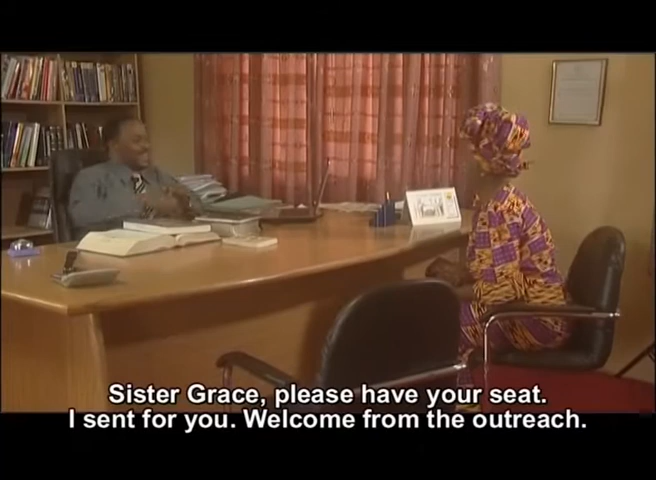 Sister Grace, please have your seat.
I sent for you. Welcome from the outreach.